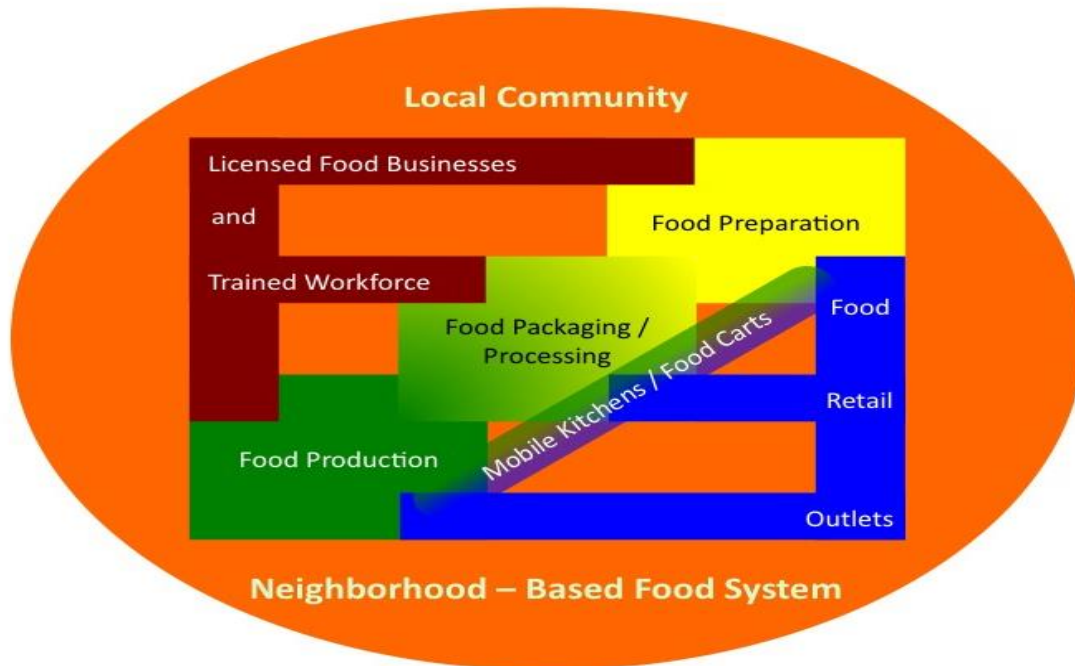 Local Community
Licensed Food Businesses
and
Trained Workforce
Food Preparation
Food Packaging /
Processing
Mobile Kitchens / Food Carts
Food
Retail
Outlets
Food Production
Neighborhood – Based Food System